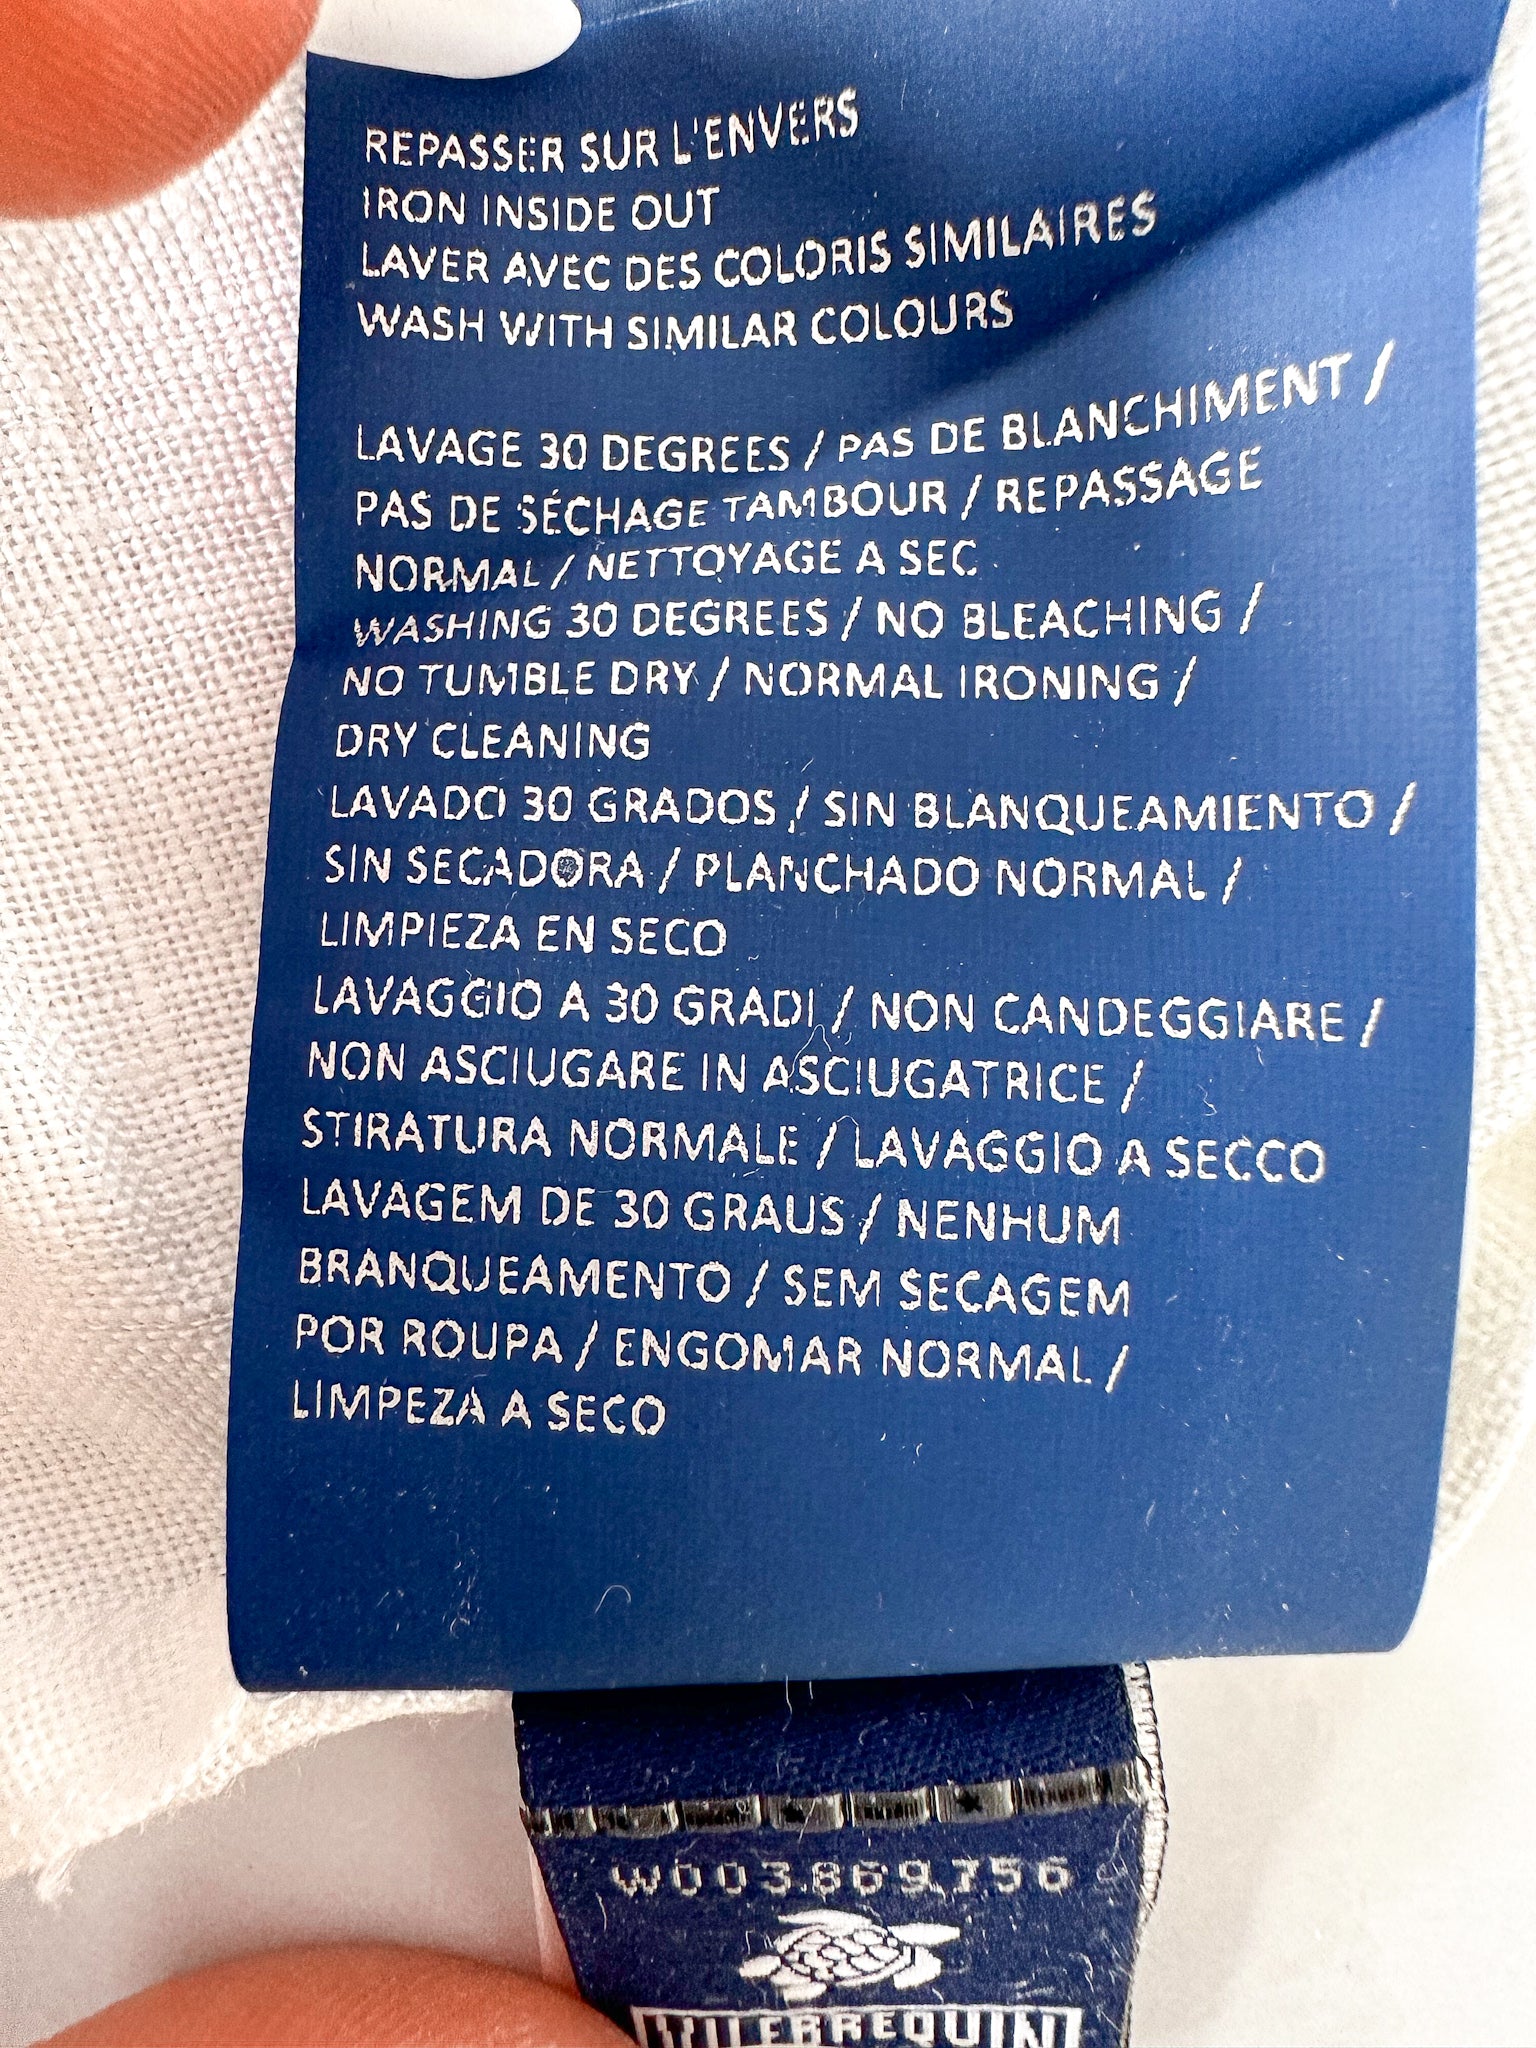 REPASSER SUR L'ENVERS
IRON INSIDE OUT
LAVER AVEC DES COLORIS SIMILAIRES
WASH WITH SIMILAR COLOURS
LAVAGE 30 DEGREES / PAS DE BLANCHIMENT /
PAS DE SÉCHAGE TAMBOUR / REPASSAGE
NORMAL / NETTOYAGE A SEC
WASHING 30 DEGREES / NO BLEACHING /
NO TUMBLE DRY / NORMAL IRONING /
DRY CLEANING
LAVADO 30 GRADOS / SIN BLANQUEAMIENTO /
SIN SECADORA / PLANCHADO NORMAL /
LIMPIEZA EN SECO
LAVAGGIO A 30 GRADI / NON CANDEGGIARE /
NON ASCIUGARE IN ASCIUGATRICE /
STIRATURA NORMALE / LAVAGGIO A SECCO
LAVAGEM DE 30 GRAUS / NENHUM
BRANQUEAMENTO / SEM SECAGEM
POR ROUPA / ENGOMAR NORMAL /
LIMPEZA A SECO
W003.869.756
VILEBREQUIN